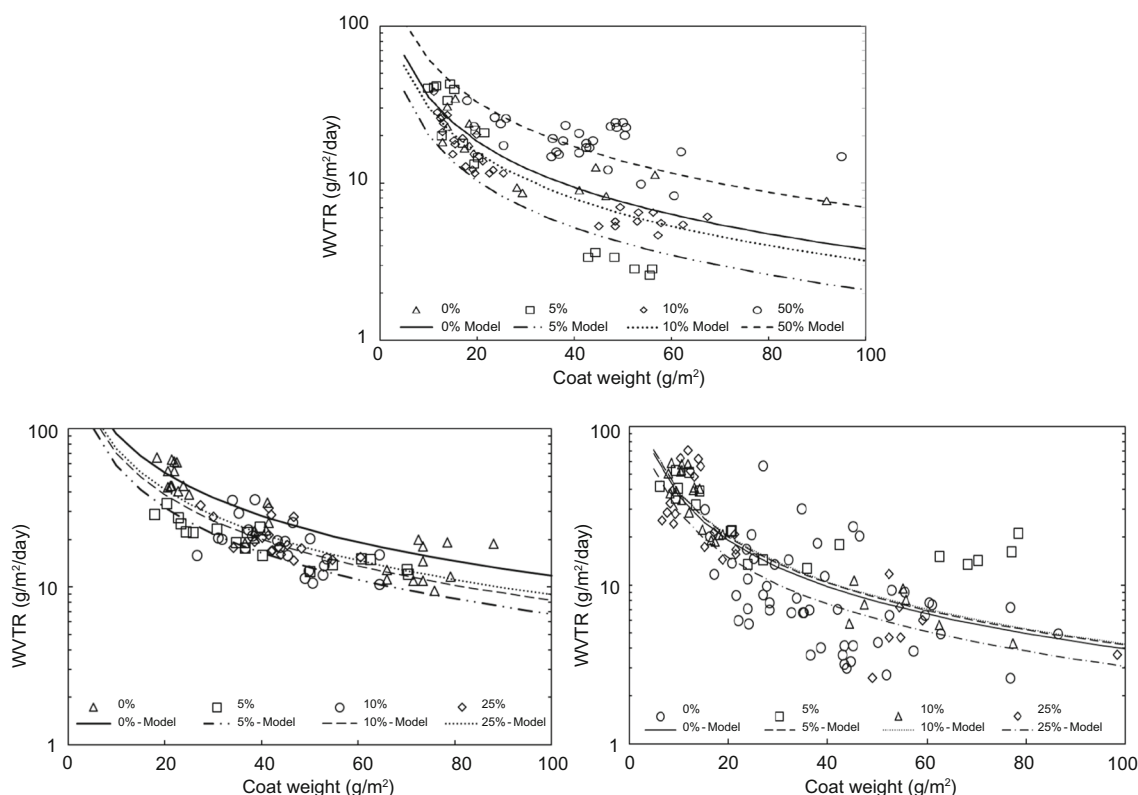 100
10
1
WVTR (g/m²/day)
0% 5% 10% 50%
0% Model 5% Model 10% Model 50% Model
0 20 40 60 80 100
Coat weight (g/m²)
100
10
1
WVTR (g/m²/day)
0% 5% 10% 25%
0% - Model 5% - Model 10% - Model 25% - Model
0 20 40 60 80 100
Coat weight (g/m²)
100
10
1
WVTR (g/m²/day)
0% 5% 10% 25%
0% - Model 5% - Model 10% - Model 25% - Model
0 20 40 60 80 100
Coat weight (g/m²)